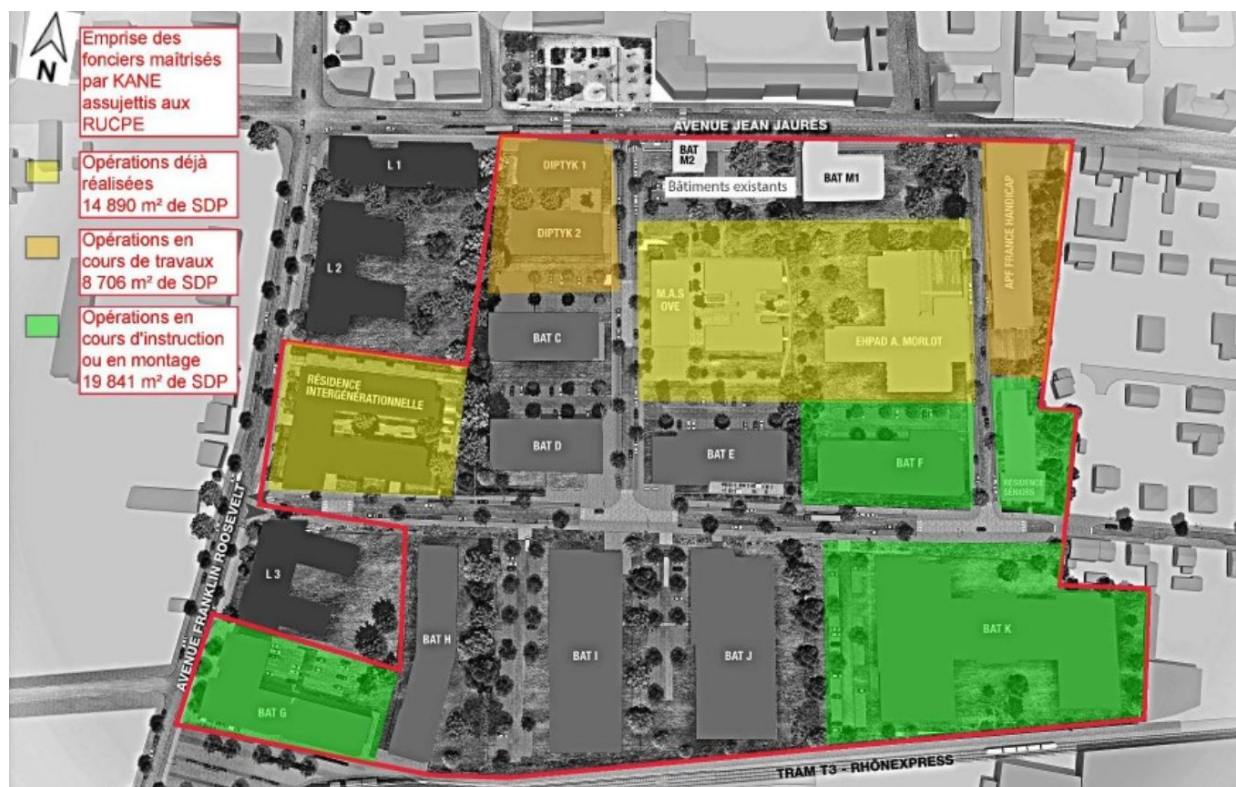 N
Emprise des
fonciers maîtrisés
par KANE
assujettis aux
RUCPE
Opérations déjà
réalisées
14 890 m² de SDP
Opérations en
cours de travaux
8 706 m² de SDP
Opérations en
cours d'instruction
ou en montage
19 841 m² de SDP
AVENUE JEAN JAURÈS
L 1
DIPTYK 1
BAT
M2
BAT M1
Bâtiments existants
DIPTYK 2
APF FRANCE HANDICAP
L 2
M.A.S
OVE
EHPAD A. MORLOT
BAT C
RÉSIDENCE
INTERGÉNÉRATIONNELLE
BAT D
BAT E
BAT F
RÉSIDENCE
SÉNIORS
AVENUE FRANKLIN ROOSEVELT
L 3
BAT H
BAT I
BAT J
BAT K
BAT G
TRAM T3 - RHÔNEXPRESS